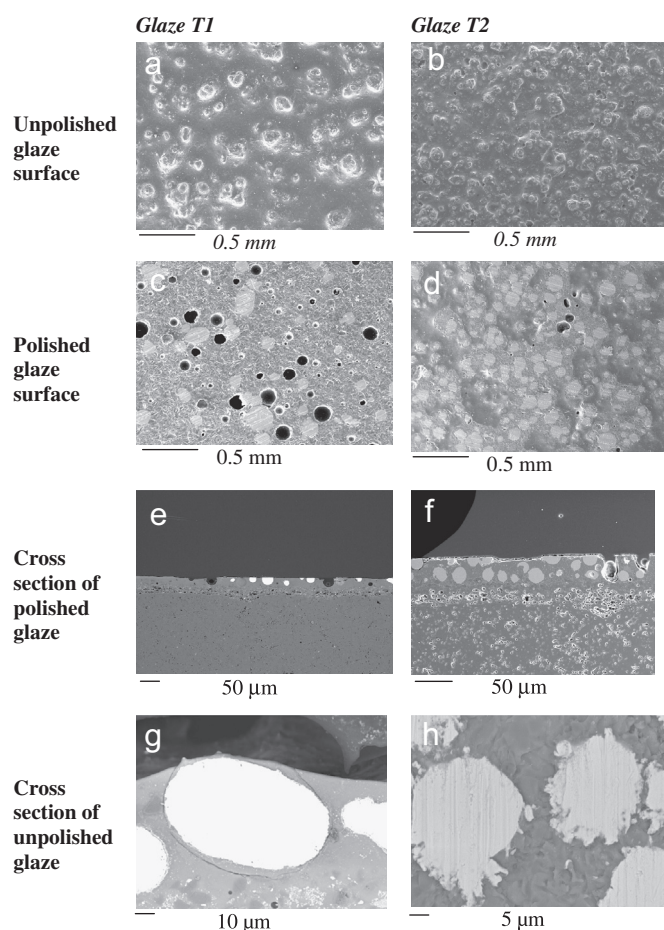 Glaze T1
Glaze T2
Unpolished
glaze
surface
a
b
0.5 mm
0.5 mm
Polished
glaze
surface
c
d
0.5 mm
0.5 mm
Cross
section of
polished
glaze
e
f
50 µm
50 µm
Cross
section of
unpolished
glaze
g
h
10 µm
5 µm